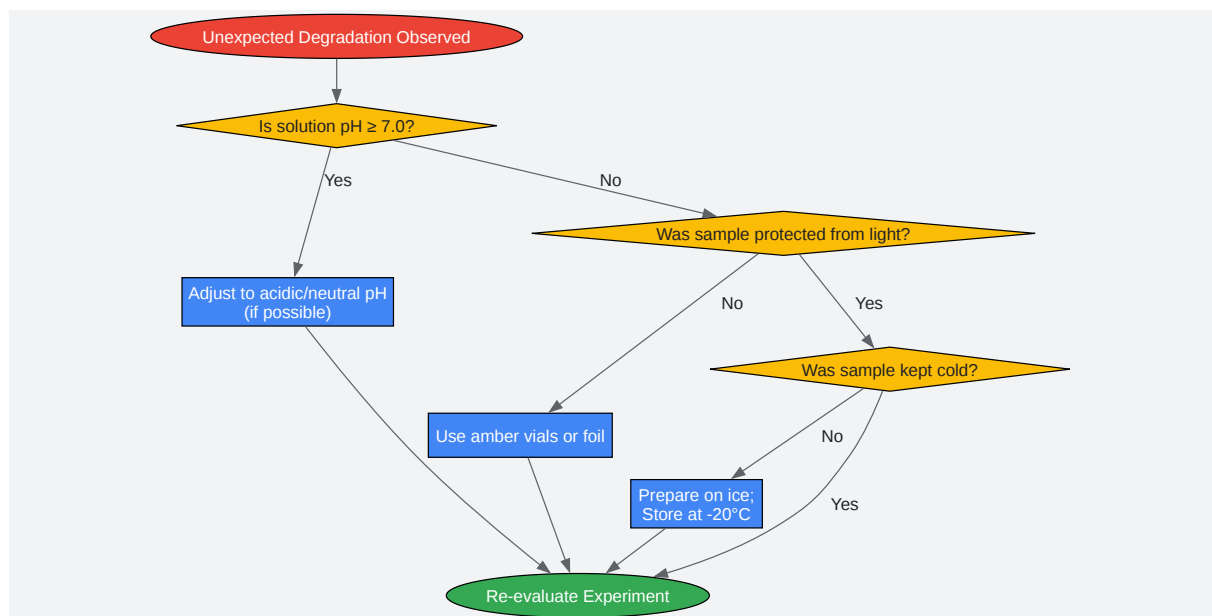 Unexpected Degradation Observed
Is solution pH ≥ 7.0?
Yes
No
Was sample protected from light?
Adjust to acidic/neutral pH
(if possible)
No
Yes
Was sample kept cold?
Use amber vials or foil
No
Prepare on ice;
Store at -20°C
Yes
Re-evaluate Experiment